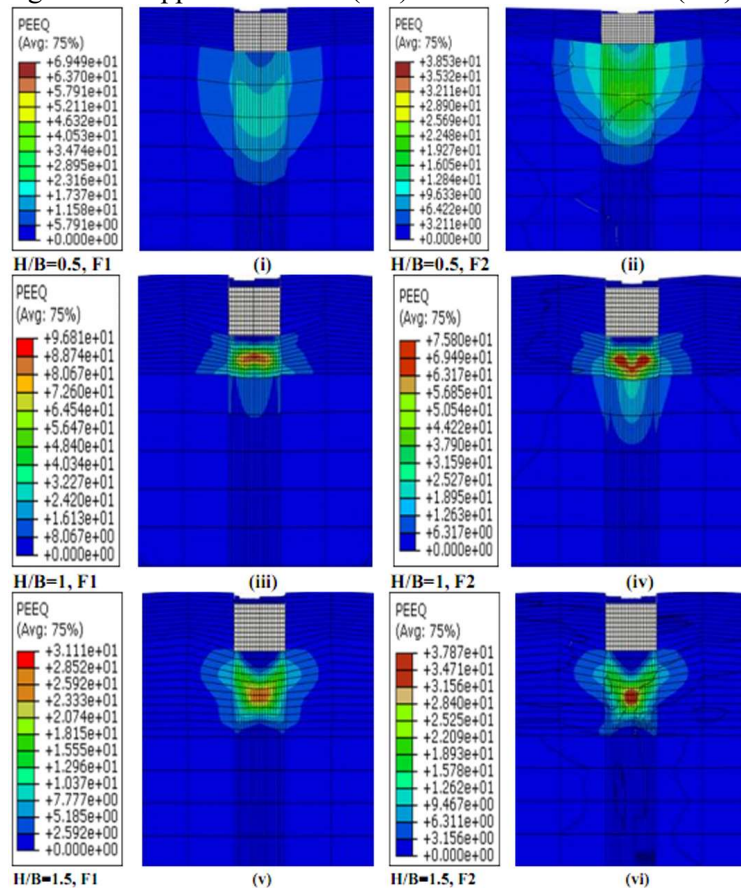 PEEQ
(Avg: 75%)
+6.949e+01
+6.370e+01
+5.791e+01
+5.211e+01
+4.632e+01
+4.053e+01
+3.474e+01
+2.895e+01
+2.316e+01
+1.737e+01
+1.158e+01
+5.791e+00
+0.000e+00
H/B=0.5, F1
(i)
PEEQ
(Avg: 75%)
+3.853e+01
+3.532e+01
+3.211e+01
+2.890e+01
+2.569e+01
+2.248e+01
+1.927e+01
+1.605e+01
+1.284e+01
+9.633e+00
+6.422e+00
+3.211e+00
+0.000e+00
H/B=0.5, F2
(ii)
PEEQ
(Avg: 75%)
+9.681e+01
+8.874e+01
+8.067e+01
+7.260e+01
+6.454e+01
+5.647e+01
+4.840e+01
+4.034e+01
+3.227e+01
+2.420e+01
+1.613e+01
+8.067e+00
+0.000e+00
H/B=1, F1
(iii)
PEEQ
(Avg: 75%)
+7.580e+01
+6.949e+01
+6.317e+01
+5.685e+01
+5.054e+01
+4.422e+01
+3.790e+01
+3.159e+01
+2.527e+01
+1.895e+01
+1.263e+01
+6.317e+00
+0.000e+00
H/B=1, F2
(iv)
PEEQ
(Avg: 75%)
+3.111e+01
+2.852e+01
+2.592e+01
+2.333e+01
+2.074e+01
+1.815e+01
+1.555e+01
+1.296e+01
+1.037e+01
+7.777e+00
+5.185e+00
+2.592e+00
+0.000e+00
H/B=1.5, F1
(v)
PEEQ
(Avg: 75%)
+3.787e+01
+3.471e+01
+3.156e+01
+2.840e+01
+2.525e+01
+2.209e+01
+1.893e+01
+1.578e+01
+1.262e+01
+9.467e+00
+6.311e+00
+3.156e+00
+0.000e+00
H/B=1.5, F2
(vi)